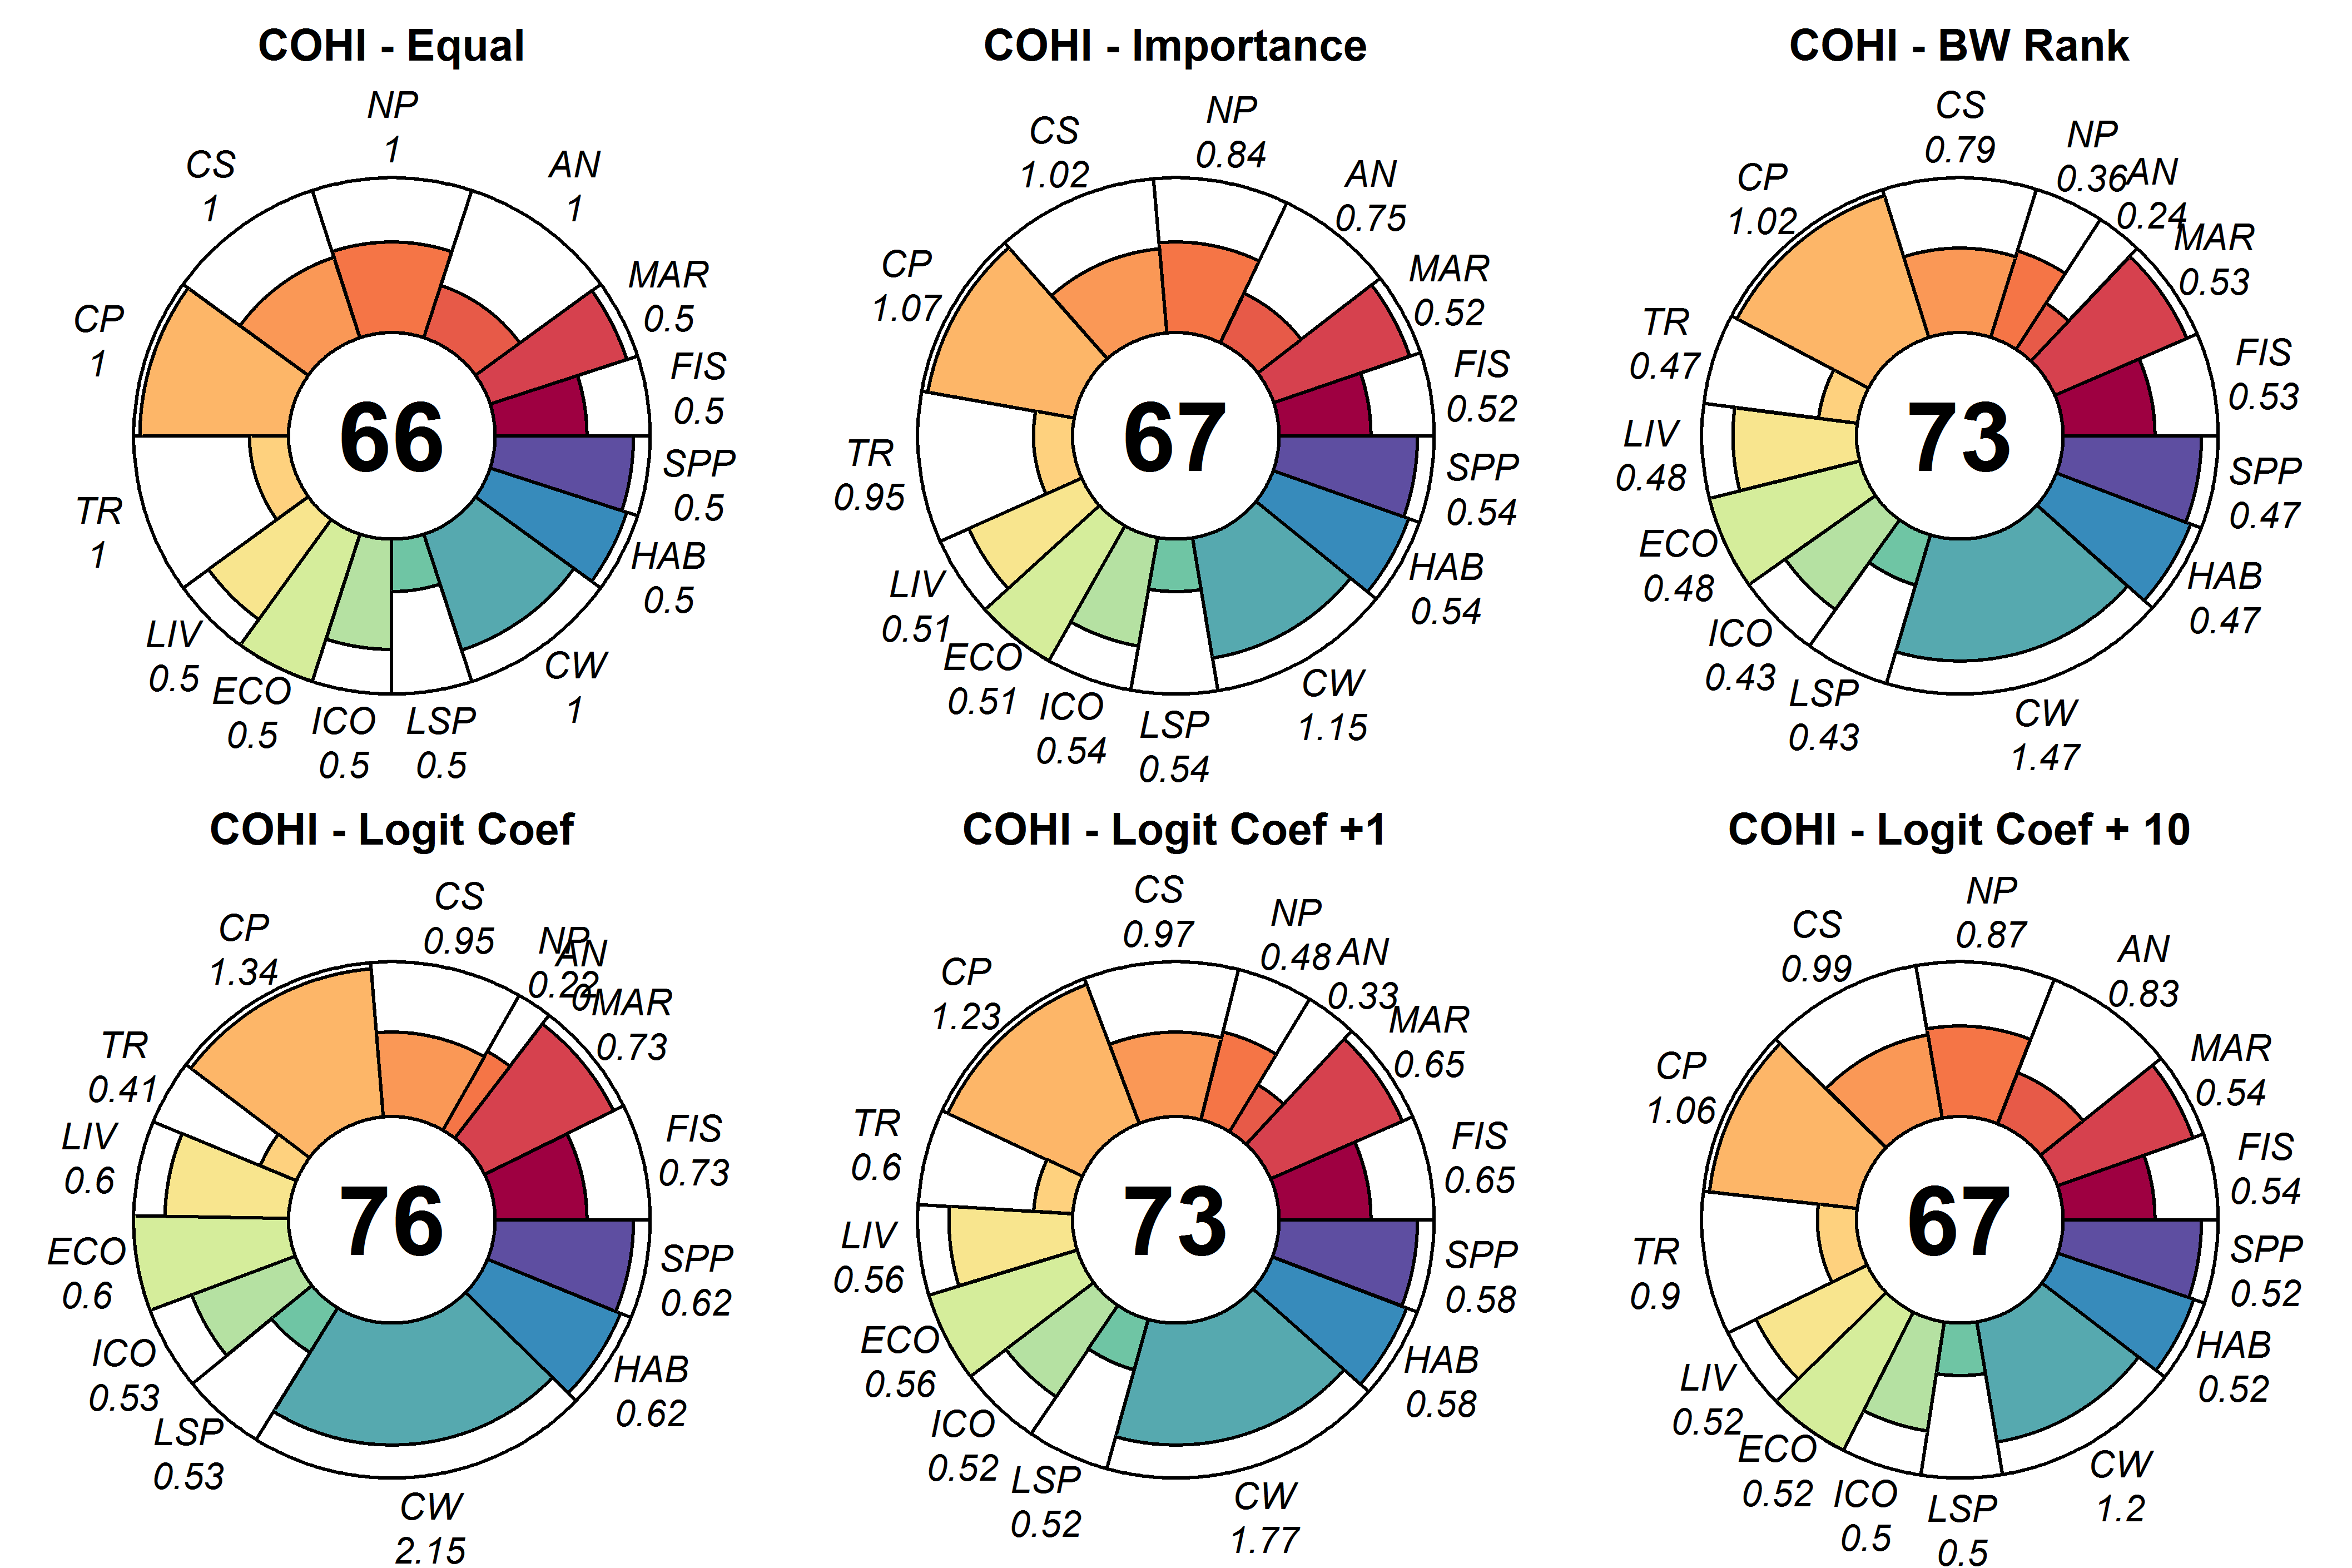 COHI - Equal
NP
1
AN
1
MAR
0.5
FIS
0.5
SPP
0.5
HAB
0.5
CW
1
LSP
0.5
ICO
0.5
ECO
0.5
LIV
0.5
TR
1
CP
1
CS
1
66
COHI - Importance
NP
0.84
AN
0.75
MAR
0.52
FIS
0.52
SPP
0.54
HAB
0.54
CW
1.15
LSP
0.54
ICO
0.54
ECO
0.51
LIV
0.51
TR
0.95
CP
1.07
CS
1.02
67
COHI - BW Rank
CS
0.79
NP
0.36
AN
0.24
MAR
0.53
FIS
0.53
SPP
0.47
HAB
0.47
CW
1.47
LSP
0.43
ICO
0.43
ECO
0.48
LIV
0.48
TR
0.47
CP
1.02
73
COHI - Logit Coef
CS
0.95
NP
0.22
AN
0
MAR
0.73
FIS
0.73
SPP
0.62
HAB
0.62
CW
2.15
LSP
0.53
ICO
0.53
ECO
0.6
LIV
0.6
TR
0.41
CP
1.34
76
COHI - Logit Coef +1
CS
0.97
NP
0.48
AN
0.33
MAR
0.65
FIS
0.65
SPP
0.58
HAB
0.58
CW
1.77
LSP
0.52
ICO
0.52
ECO
0.56
LIV
0.56
TR
0.6
CP
1.23
73
COHI - Logit Coef + 10
NP
0.87
AN
0.83
MAR
0.54
FIS
0.54
SPP
0.52
HAB
0.52
CW
1.2
LSP
0.5
ICO
0.5
ECO
0.52
LIV
0.52
TR
0.9
CP
1.06
CS
0.99
67